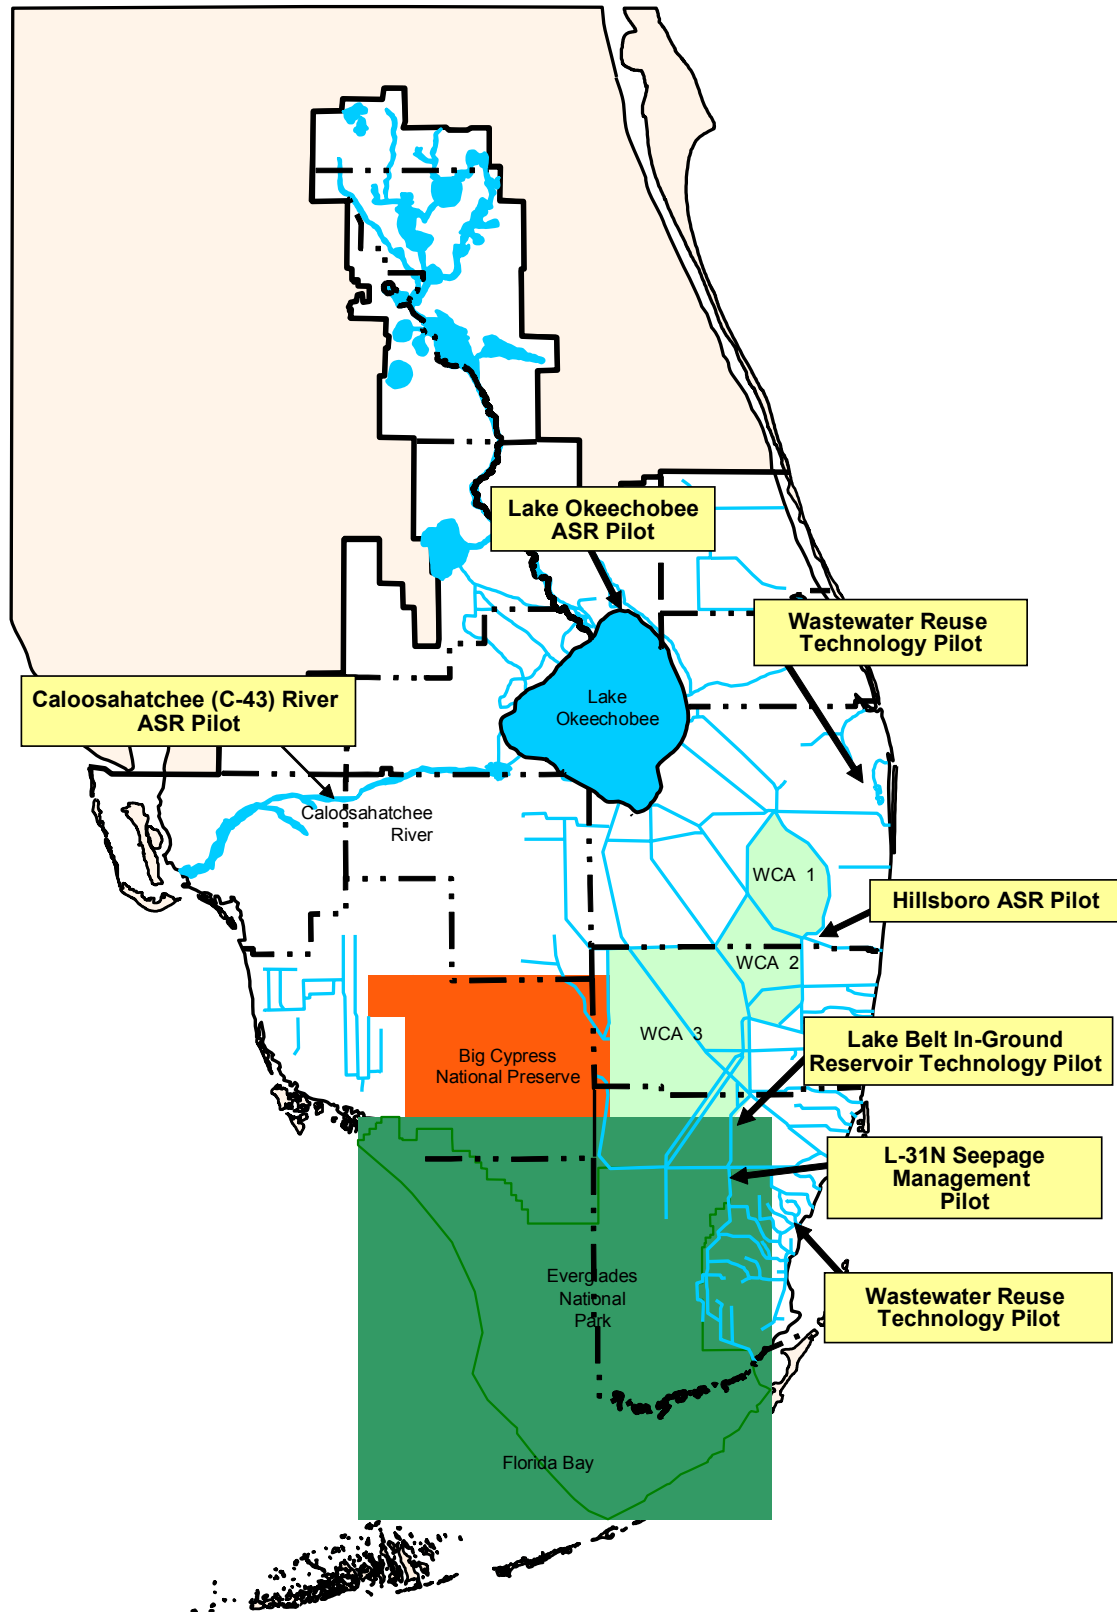 Lake Okeechobee
ASR Pilot
Wastewater Reuse
Technology Pilot
Caloosahatchee (C-43) River
ASR Pilot
Lake
Okeechobee
Caloosahatchee
River
WCA 1
Hillsboro ASR Pilot
WCA 2
WCA 3
Lake Belt In-Ground
Reservoir Technology Pilot
Big Cypress
National Preserve
L-31N Seepage
Management
Pilot
Everglades
National
Park
Wastewater Reuse
Technology Pilot
Florida Bay